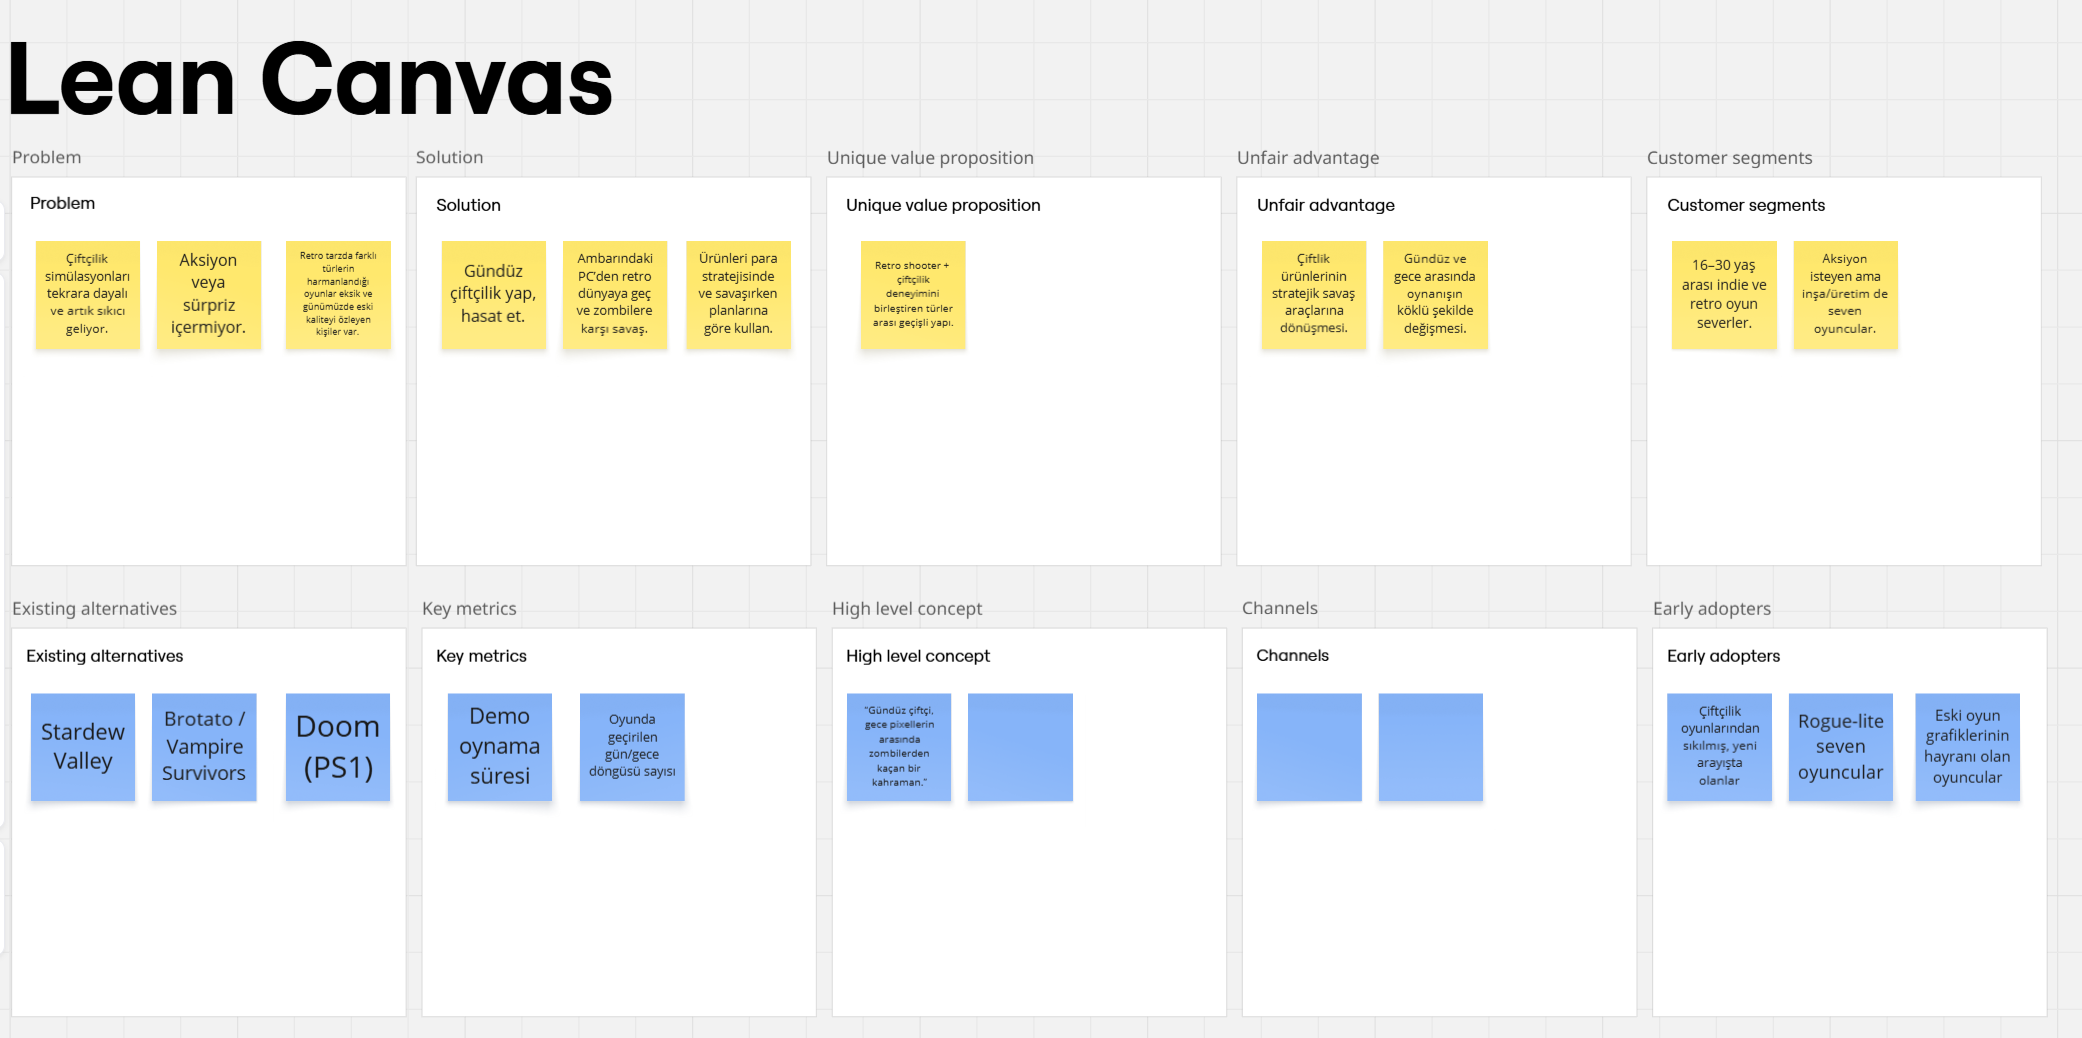 Lean Canvas
Problem
Problem
Çiftçilik
simülasyonları
tekrara dayalı
ve artık sıkıcı
geliyor.
Aksiyon
veya
sürpriz
içermiyor.
Retro tarzda farklı
türlerin
harmanlandığı
oyunlar eksik ve
günümüzde eski
kaliteyi özleyen
kişiler var.
Solution
Solution
Gündüz
çiftçilik yap,
hasat et.
Ambarındaki
PC'den retro
dünyaya geç
ve zombilere
karşı savaş.
Ürünleri para
stratejisinde
ve savaşırken
planlarına
göre kullan.
Unique value proposition
Unique value proposition
Retro shooter +
çiftçilik
deneyimini
birleştiren türler
arası geçişli yapı.
Unfair advantage
Unfair advantage
Çiftlik
ürünlerinin
stratejik savaş
araçlarına
dönüşmesi.
Gündüz ve
gece arasında
oynanışın
köklü şekilde
değişmesi.
Customer segments
Customer segments
16–30 yaş
arası indie ve
retro oyun
severler.
Aksiyon
isteyen ama
inşa/üretim de
seven
oyuncular.
Existing alternatives
Existing alternatives
Stardew
Valley
Brotato /
Vampire
Survivors
Doom
(PS1)
Key metrics
Key metrics
Demo
oynama
süresi
Oyunda
geçirilen
gün/gece
döngüsü sayısı
High level concept
High level concept
"Gündüz çiftçi,
gece pixellerin
arasında
zombilerden
kaçan bir
kahraman."
Channels
Channels
Early adopters
Early adopters
Çiftçilik
oyunlarından
sıkılmış, yeni
arayışta
olanlar
Rogue-lite
seven
oyuncular
Eski oyun
grafiklerinin
hayranı olan
oyuncular